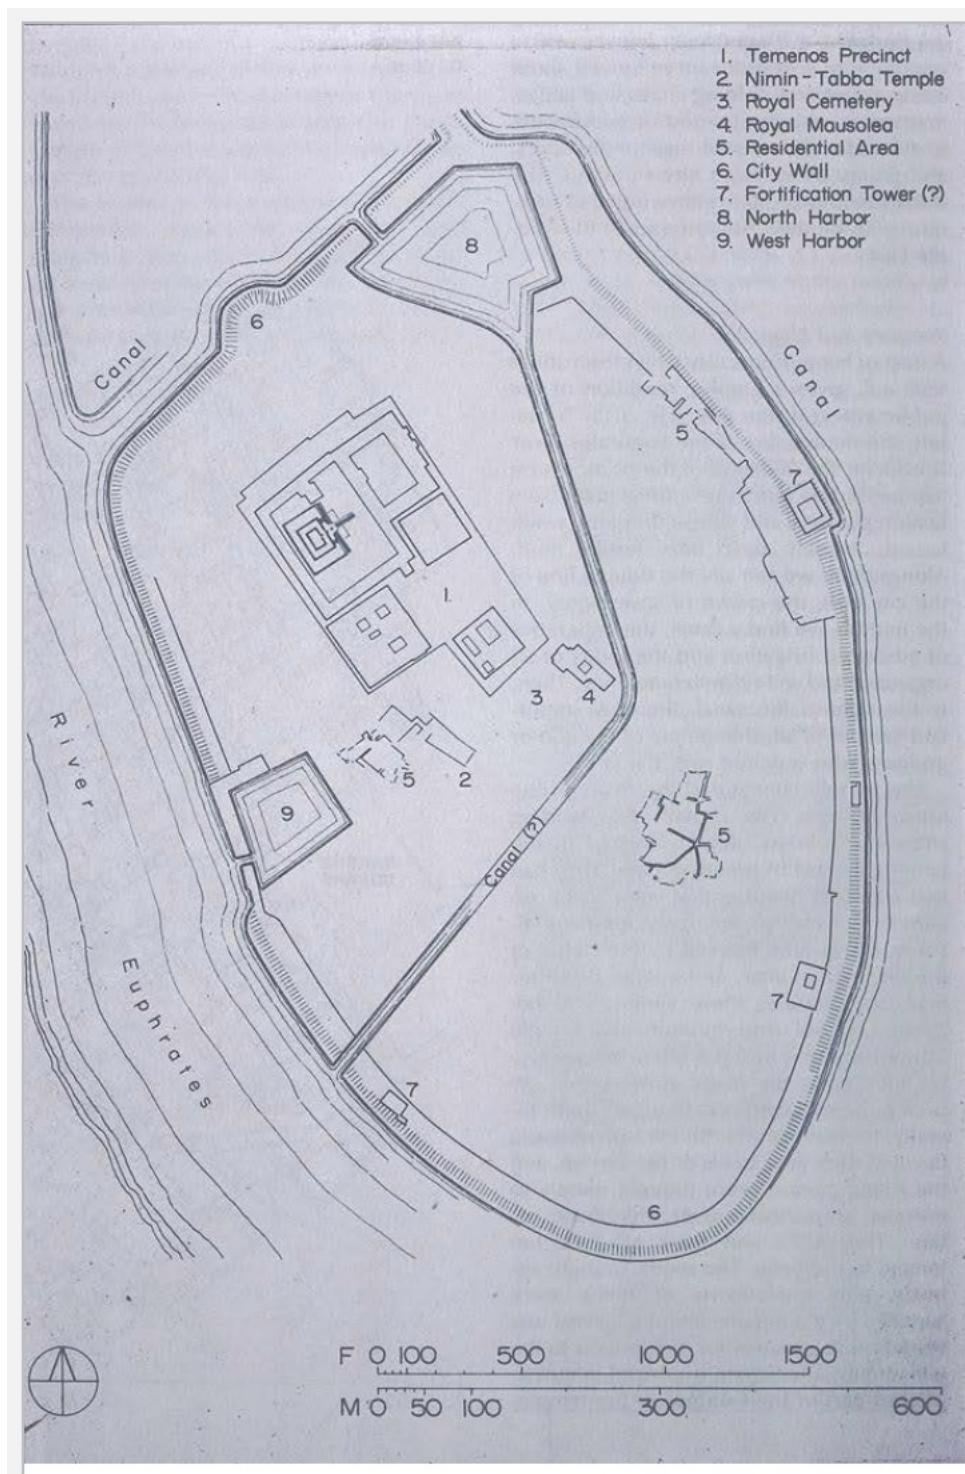 1. Temenos Precinct
2 Nimin-Tabba Temple
3. Royal Cemetery
4. Royal Mausolea
5. Residential Area
6. City Wall
7. Fortification Tower (?)
8. North Harbor
9. West Harbor
8
6
Canal
Canal
5
7
1.
3
4
5
2
River
9
5
Canal (?)
Euphrates
7
7
6
F 0 100 500 1000 1500
M 0 50 100 300 600